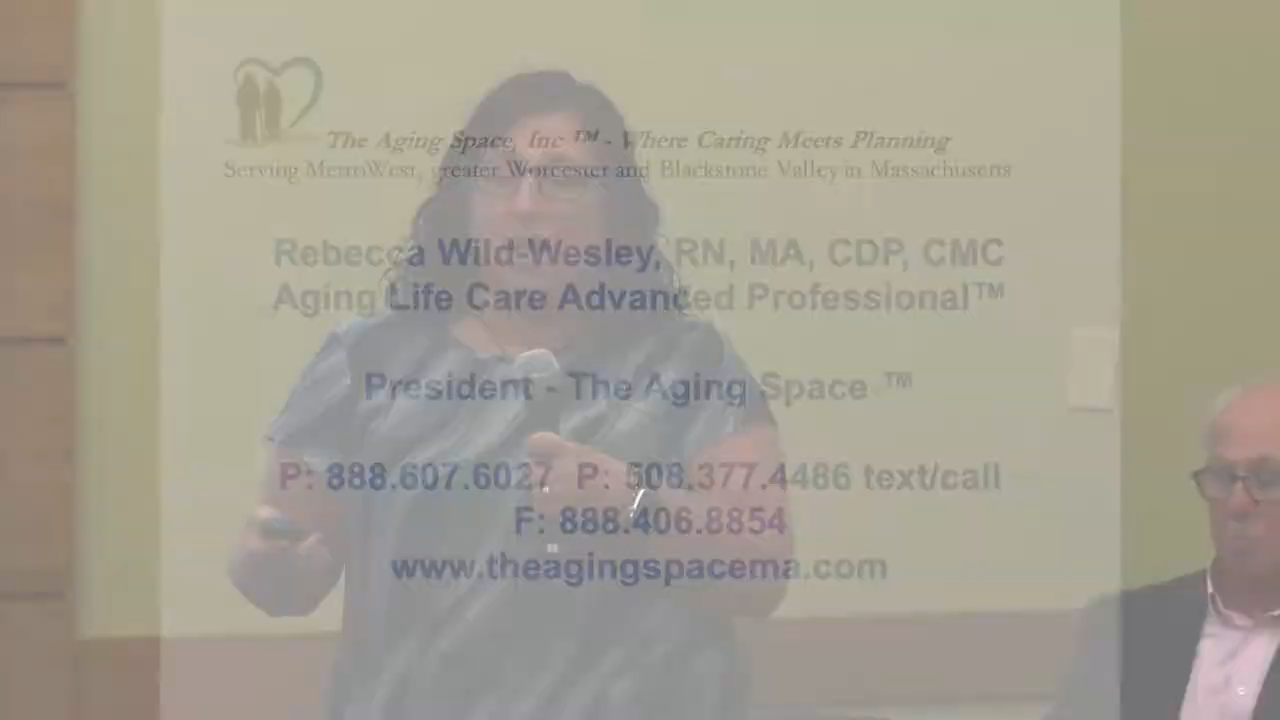 The Aging Space, Inc ™ - Where Caring Meets Planning
Serving MetroWest, greater Worcester and Blackstone Valley in Massachusetts
Rebecca Wild-Wesley, RN, MA, CDP, CMC
Aging Life Care Advanced Professional™
President - The Aging Space ™
P: 888.607.6027 P: 508.377.4486 text/call
F: 888.406.8854
www.theagingspacema.com